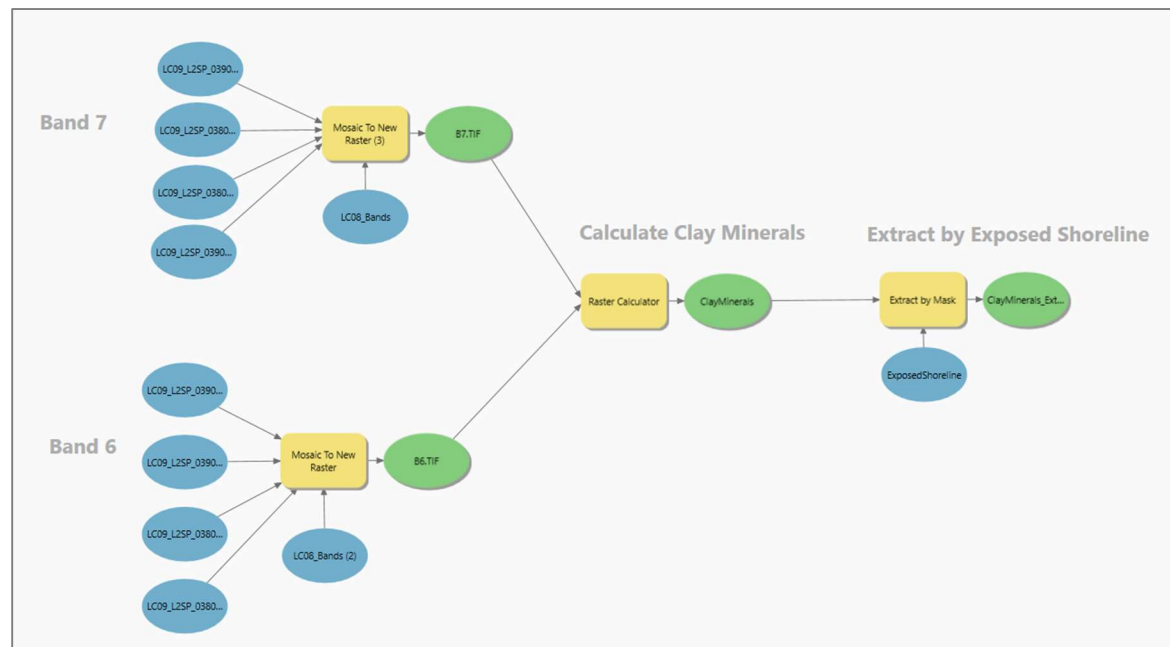 LC09_L2SP_0390...
Band 7
LC09_L2SP_0380...
Mosaic To New
Raster (3)
B7.TIF
LC09_L2SP_0380...
LC08_Bands
LC09_L2SP_0390...
Calculate Clay Minerals
Extract by Exposed Shoreline
Raster Calculator
ClayMinerals
Extract by Mask
ClayMinerals_Ext...
ExposedShoreline
LC09_L2SP_0390...
Band 6
LC09_L2SP_0390...
Mosaic To New
Raster
B6.TIF
LC09_L2SP_0380...
LC08_Bands (2)
LC09_L2SP_0380...